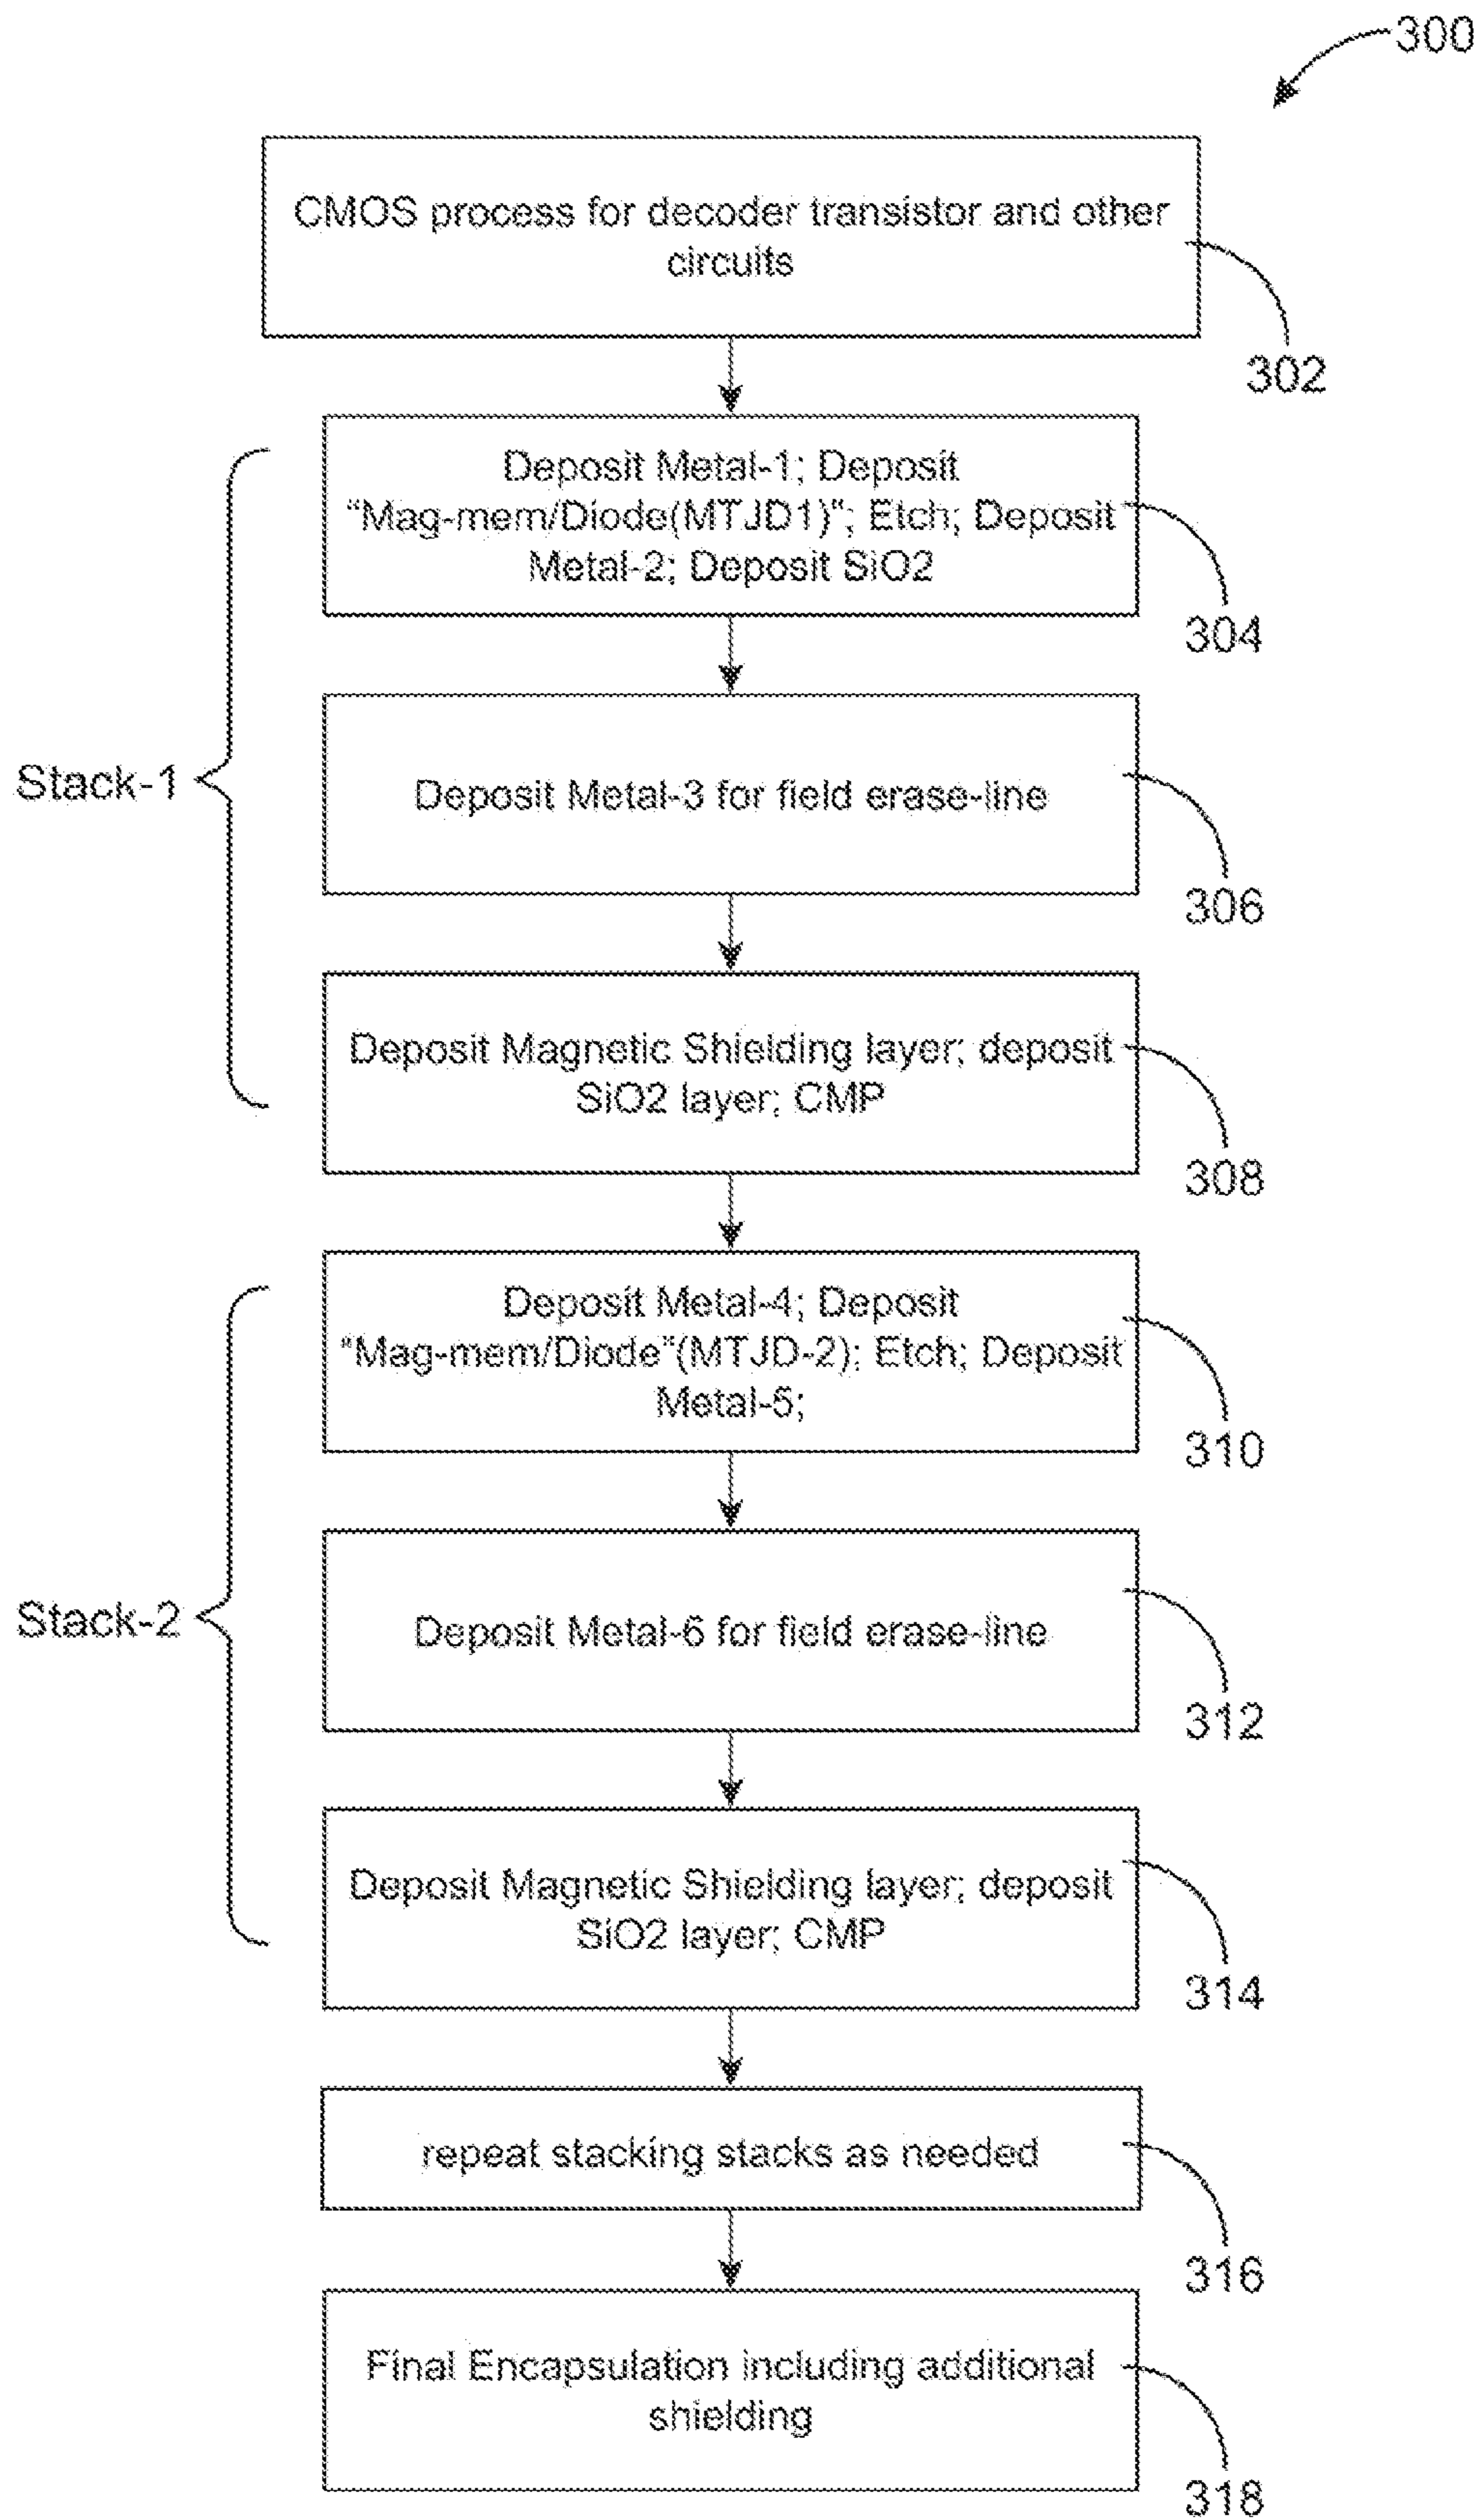 300
CMOS process for decoder transistor and other
circuits
302
Deposit Metal-1; Deposit
“Mag-mem/Diode(MTJD1)”; Etch; Deposit
Metal-2; Deposit SiO2
304
Stack-1
Deposit Metal-3 for field erase-line
306
Deposit Magnetic Shielding layer; deposit
SiO2 layer; CMP
308
Deposit Metal-4; Deposit
“Mag-mem/Diode”(MTJD-2); Etch; Deposit
Metal-5;
310
Stack-2
Deposit Metal-6 for field erase-line
312
Deposit Magnetic Shielding layer; deposit
SiO2 layer; CMP
314
repeat stacking stacks as needed
316
Final Encapsulation including additional
shielding
318